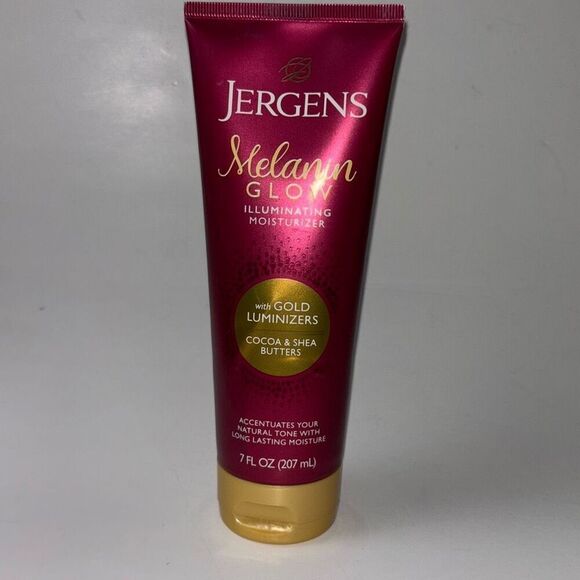 JERGENS
Melanin
GLOW
ILLUMINATING
MOISTURIZER
with GOLD
LUMINIZERS
COCOA & SHEA
BUTTERS
ACCENTUATES YOUR
NATURAL TONE WITH
LONG LASTING MOISTURE
7 FL OZ (207 mL)